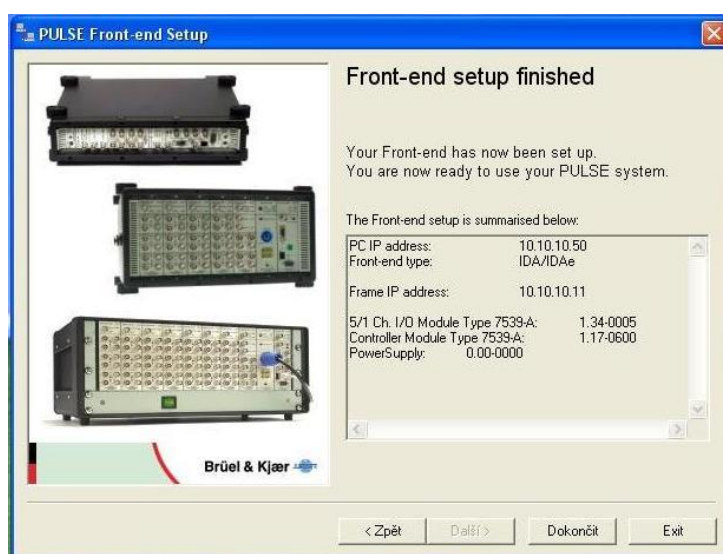 PULSE Front-end Setup
Front-end setup finished
Your Front-end has now been set up.
You are now ready to use your PULSE system.
The Front-end setup is summarised below:
PC IP address: 10.10.10.50
Front-end type: IDA/IDAe
Frame IP address: 10.10.10.11
5/1 Ch. I/O Module Type 7539-A: 1.34-0005
Controller Module Type 7539-A: 1.17-0600
PowerSupply: 0.00-0000
Brüel & Kjær
< Zpět
Další >
Dokončit
Exit